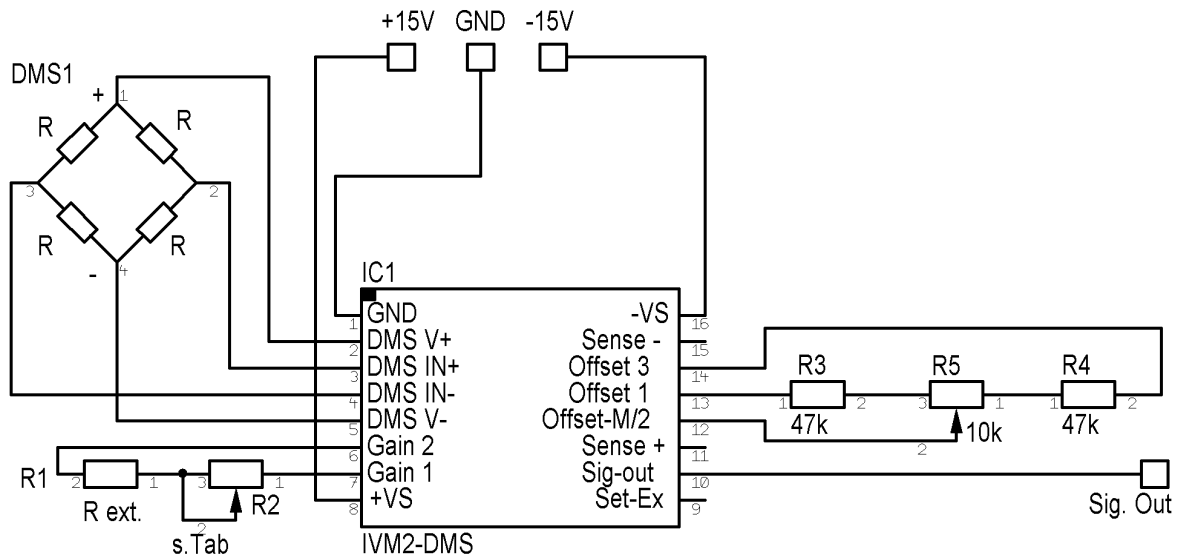 +15V GND -15V
DMS1
+ 1
R R
3 2
R R
- 4
IC1
1 GND -VS 16
2 DMS V+ Sense - 15
3 DMS IN+ Offset 3 14
4 DMS IN- Offset 1 13
5 DMS V- Offset-M/2 12
6 Gain 2 Sense + 11
7 Gain 1 Sig-out 10
8 +VS Set-Ex 9
IVM2-DMS
R3 R5 R4
1 2 3 1 1 2
47k 10k 47k
2
R1 2 1 3 1 R2
R ext.
2
s.Tab
Sig. Out